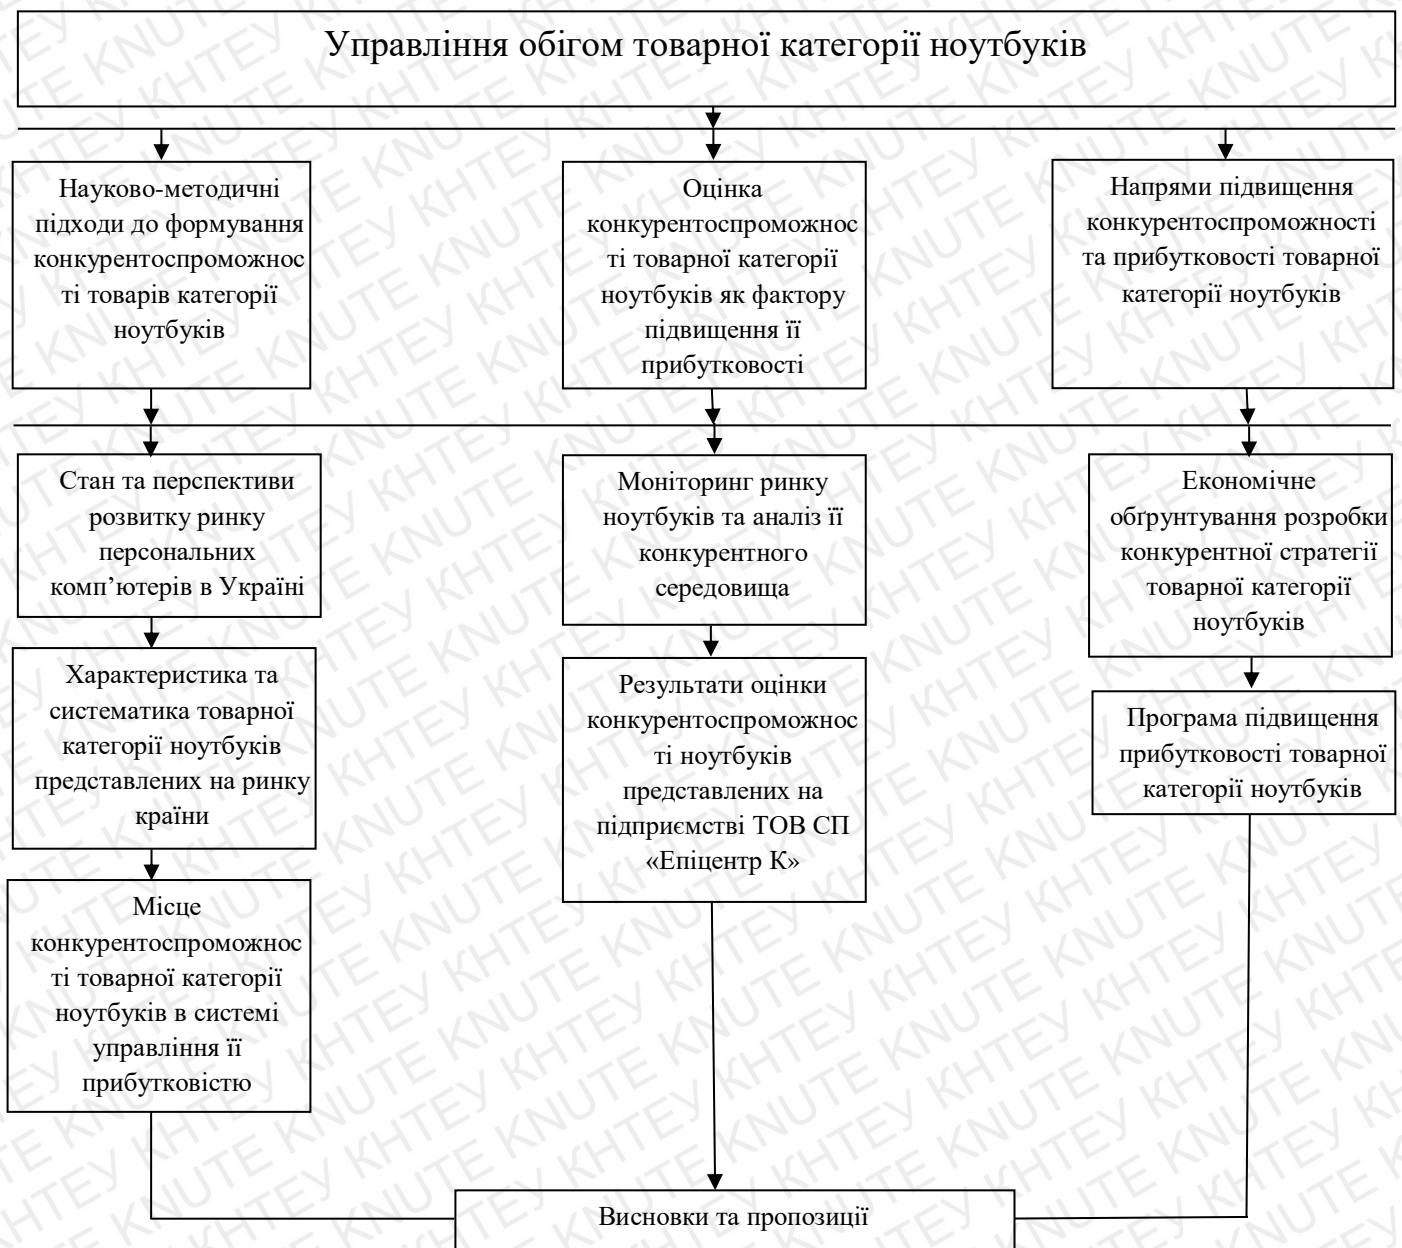 Управління обігом товарної категорії ноутбуків
Науково-методичні
підходи до формування
конкурентоспроможнос
ті товарів категорії
ноутбуків
Оцінка
конкурентоспроможнос
ті товарної категорії
ноутбуків як фактору
підвищення її
прибутковості
Напрями підвищення
конкурентоспроможності
та прибутковості товарної
категорії ноутбуків
Стан та перспективи
розвитку ринку
персональних
комп’ютерів в Україні
Моніторинг ринку
ноутбуків та аналіз її
конкурентного
середовища
Економічне
обґрунтування розробки
конкурентної стратегії
товарної категорії
ноутбуків
Характеристика та
систематика товарної
категорії ноутбуків
представлених на ринку
країни
Результати оцінки
конкурентоспроможнос
ті ноутбуків
представлених на
підприємстві ТОВ СП
«Епіцентр К»
Програма підвищення
прибутковості товарної
категорії ноутбуків
Місце
конкурентоспроможнос
ті товарної категорії
ноутбуків в системі
управління її
прибутковістю
Висновки та пропозиції